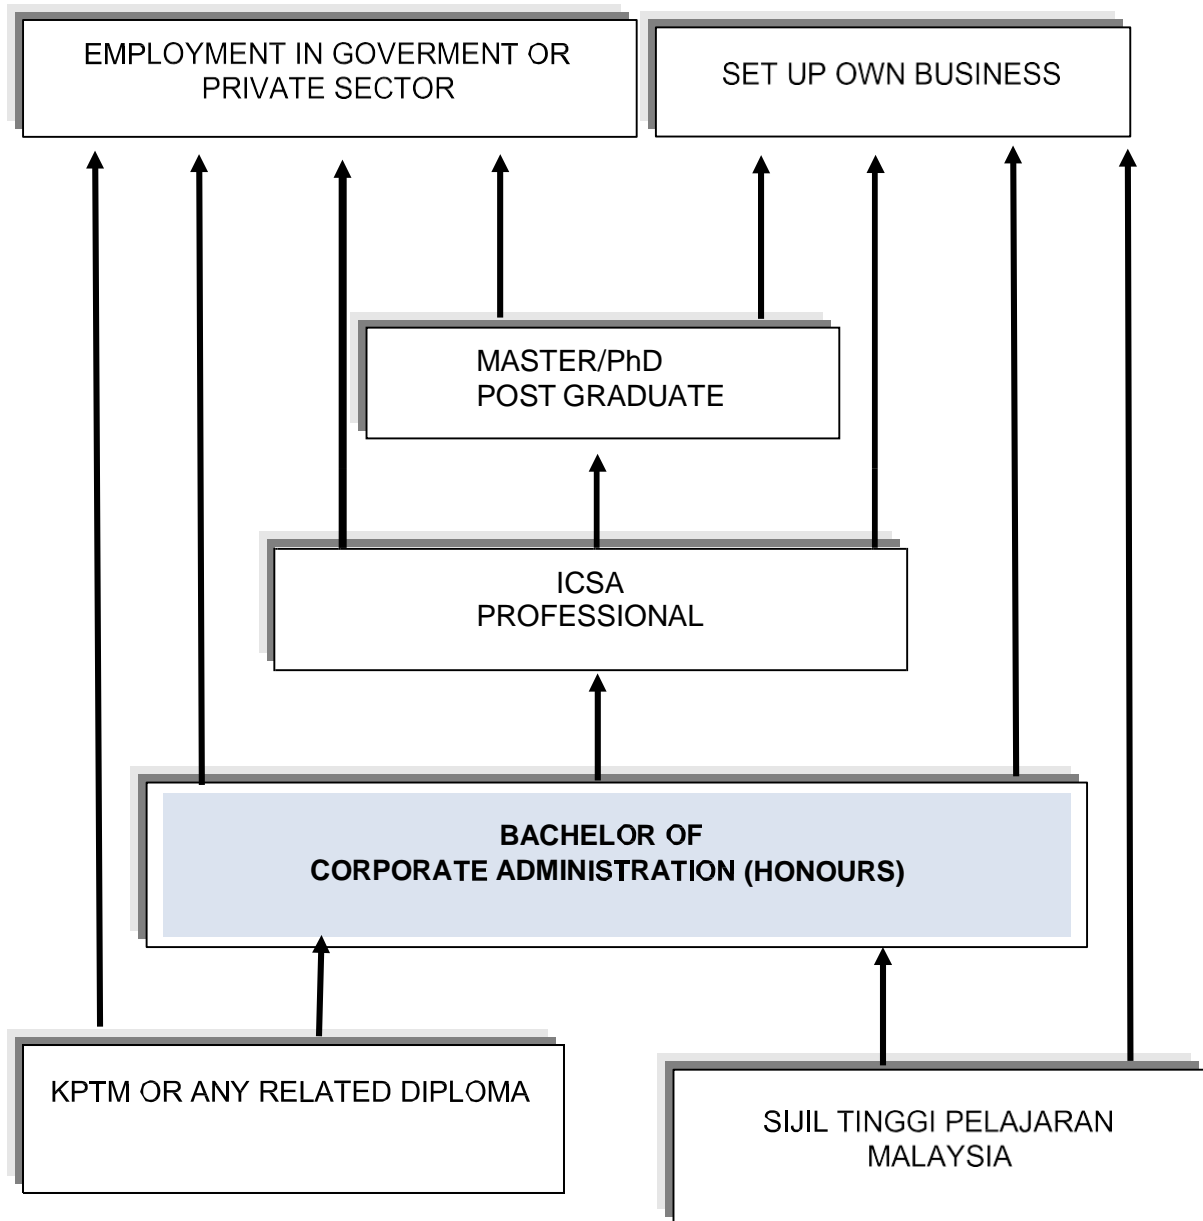 EMPLOYMENT IN GOVERMENT OR
PRIVATE SECTOR
SET UP OWN BUSINESS
MASTER/PhD
POST GRADUATE
ICSA
PROFESSIONAL
BACHELOR OF
CORPORATE ADMINISTRATION (HONOURS)
KPTM OR ANY RELATED DIPLOMA
SIJIL TINGGI PELAJARAN
MALAYSIA